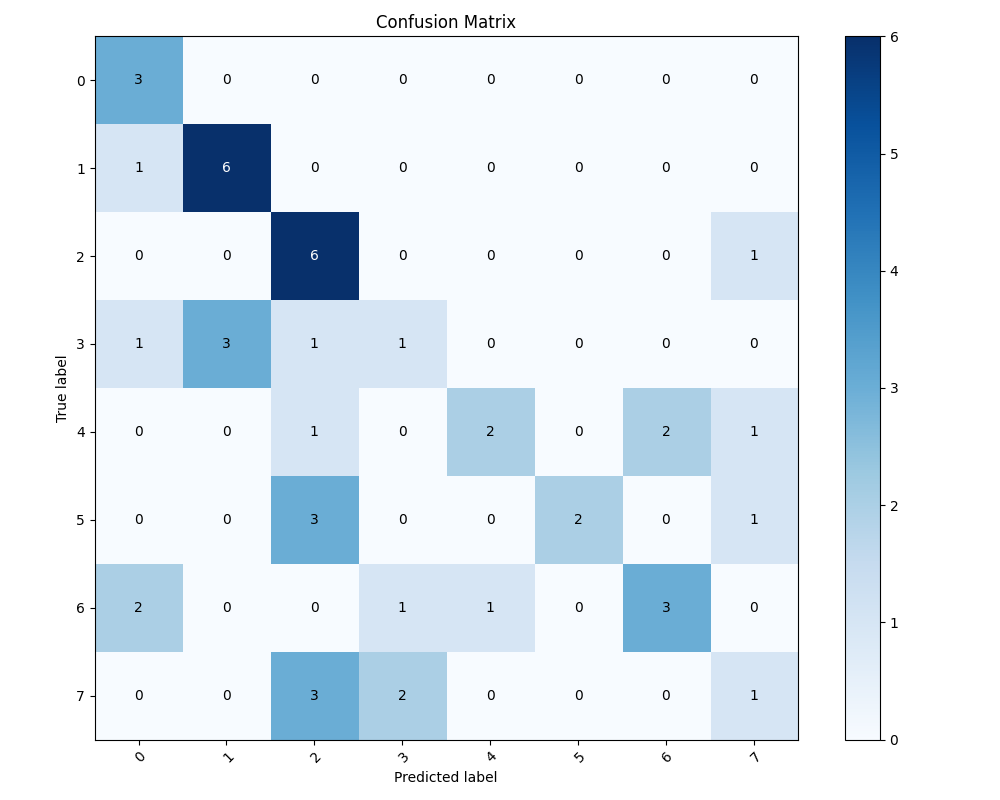 Confusion Matrix
0 3 0 0 0 0 0 0 0
1 1 6 0 0 0 0 0 0
2 0 0 6 0 0 0 0 1
3 1 3 1 1 0 0 0 0
4 0 0 1 0 2 0 2 1
5 0 0 3 0 0 2 0 1
6 2 0 0 1 1 0 3 0
7 0 0 3 2 0 0 0 1
0 1 2 3 4 5 6 7
True label
Predicted label
6
5
4
3
2
1
0